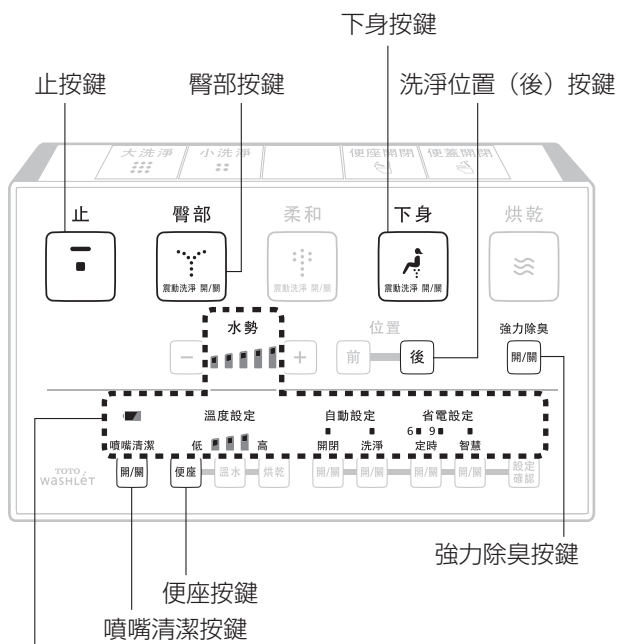 下身按鍵
止按鍵 臀部按鍵 洗淨位置（後）按鍵
大洗淨 小洗淨 便座開閉 便蓋開閉
止 臀部 柔和 下身 烘乾
震動洗淨 開/關 震動洗淨 開/關 震動洗淨 開/關
水勢 位置 強力除臭
− + 前 後 開/關
溫度設定 自動設定 省電設定
6 9
噴嘴清潔 低 高 開閉 洗淨 定時 智慧
TOTO
WASHLET
開/關 便座 溫水 烘乾 開/關 開/關 開/關 開/關 設定
確認
強力除臭按鍵
便座按鍵
噴嘴清潔按鍵